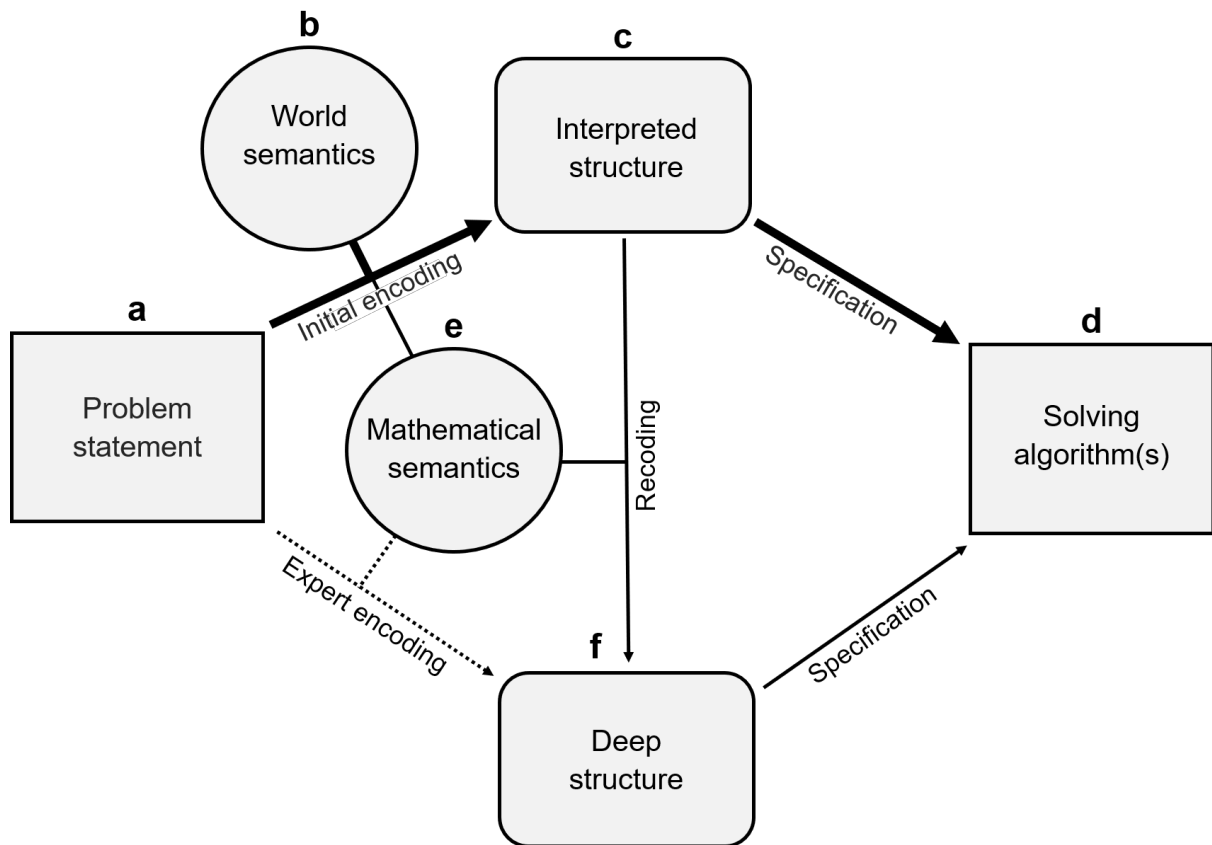 b
World
semantics
c
Interpreted
structure
Initial encoding
Specification
a
Problem
statement
e
Mathematical
semantics
Recoding
d
Solving
algorithm(s)
Expert encoding
Specification
f
Deep
structure